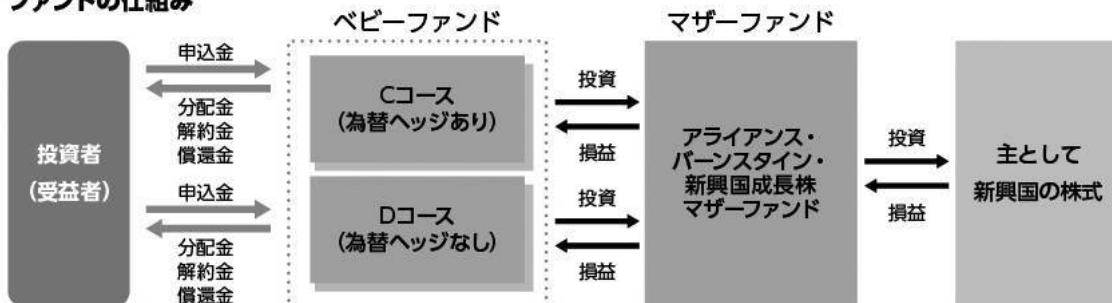 ファンドの仕組み
ベビーファンド
マザーファンド
投資者
(受益者)
申込金
分配金
解約金
償還金
申込金
分配金
解約金
償還金
Cコース
(為替ヘッジあり)
Dコース
(為替ヘッジなし)
投資
損益
投資
損益
アライアンス・
バーンスタイン・
新興国成長株
マザーファンド
投資
損益
主として
新興国の株式